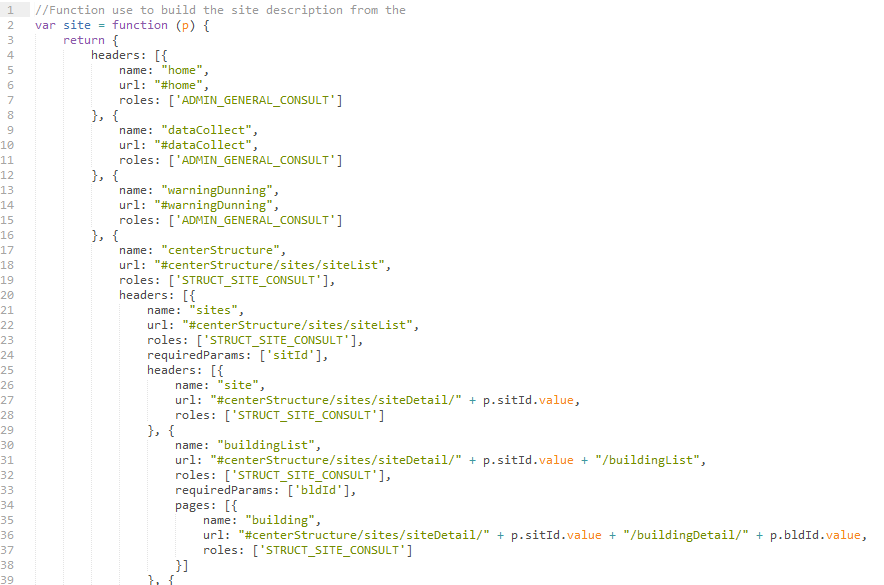 1 //Function use to build the site description from the
2 var site = function (p) {
3     return {
4         headers: [{
5             name: "home",
6             url: "#home",
7             roles: ['ADMIN_GENERAL_CONSULT']
8         }, {
9             name: "dataCollect",
10             url: "#dataCollect",
11             roles: ['ADMIN_GENERAL_CONSULT']
12         }, {
13             name: "warningDunning",
14             url: "#warningDunning",
15             roles: ['ADMIN_GENERAL_CONSULT']
16         }, {
17             name: "centerStructure",
18             url: "#centerStructure/sites/siteList",
19             roles: ['STRUCT_SITE_CONSULT'],
20             headers: [{
21                 name: "sites",
22                 url: "#centerStructure/sites/siteList",
23                 roles: ['STRUCT_SITE_CONSULT'],
24                 requiredParams: ['sitId'],
25                 headers: [{
26                     name: "site",
27                     url: "#centerStructure/sites/siteDetail/" + p.sitId.value,
28                     roles: ['STRUCT_SITE_CONSULT']
29                 }, {
30                     name: "buildingList",
31                     url: "#centerStructure/sites/siteDetail/" + p.sitId.value + "/buildingList",
32                     roles: ['STRUCT_SITE_CONSULT'],
33                     requiredParams: ['bldId'],
34                     pages: [{
35                         name: "building",
36                         url: "#centerStructure/sites/siteDetail/" + p.sitId.value + "/buildingDetail/" + p.bldId.value,
37                         roles: ['STRUCT_SITE_CONSULT']
38                     }]
39                 }, {